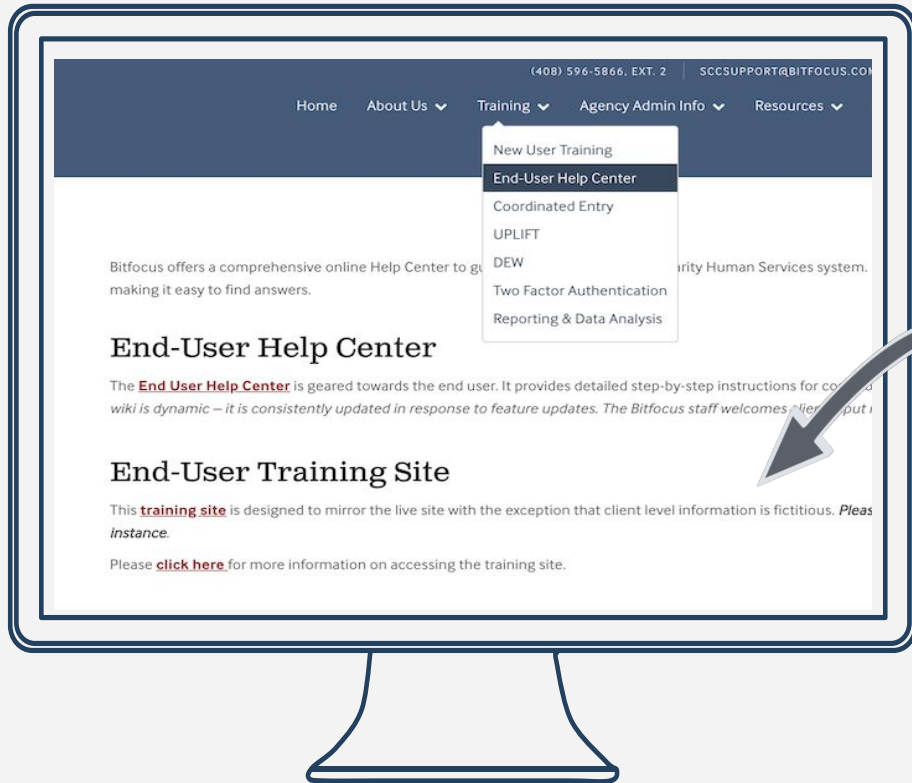 (408) 596-5866, EXT. 2 SCCSUPPORT@BITFOCUS.COM
Home About Us Training Agency Admin Info Resources
New User Training
End-User Help Center
Coordinated Entry
UPLIFT
DEW
Two Factor Authentication
Reporting & Data Analysis
Bitfocus offers a comprehensive online Help Center to Human Services system.
making it easy to find answers.
End-User Help Center
The End User Help Center is geared towards the end user. It provides detailed step-by-step instructions for
wiki is dynamic – it is consistently updated in response to feature updates. The Bitfocus staff welcomes
End-User Training Site
This training site is designed to mirror the live site with the exception that client level information is fictitious.
instance.
Please click here for more information on accessing the training site.